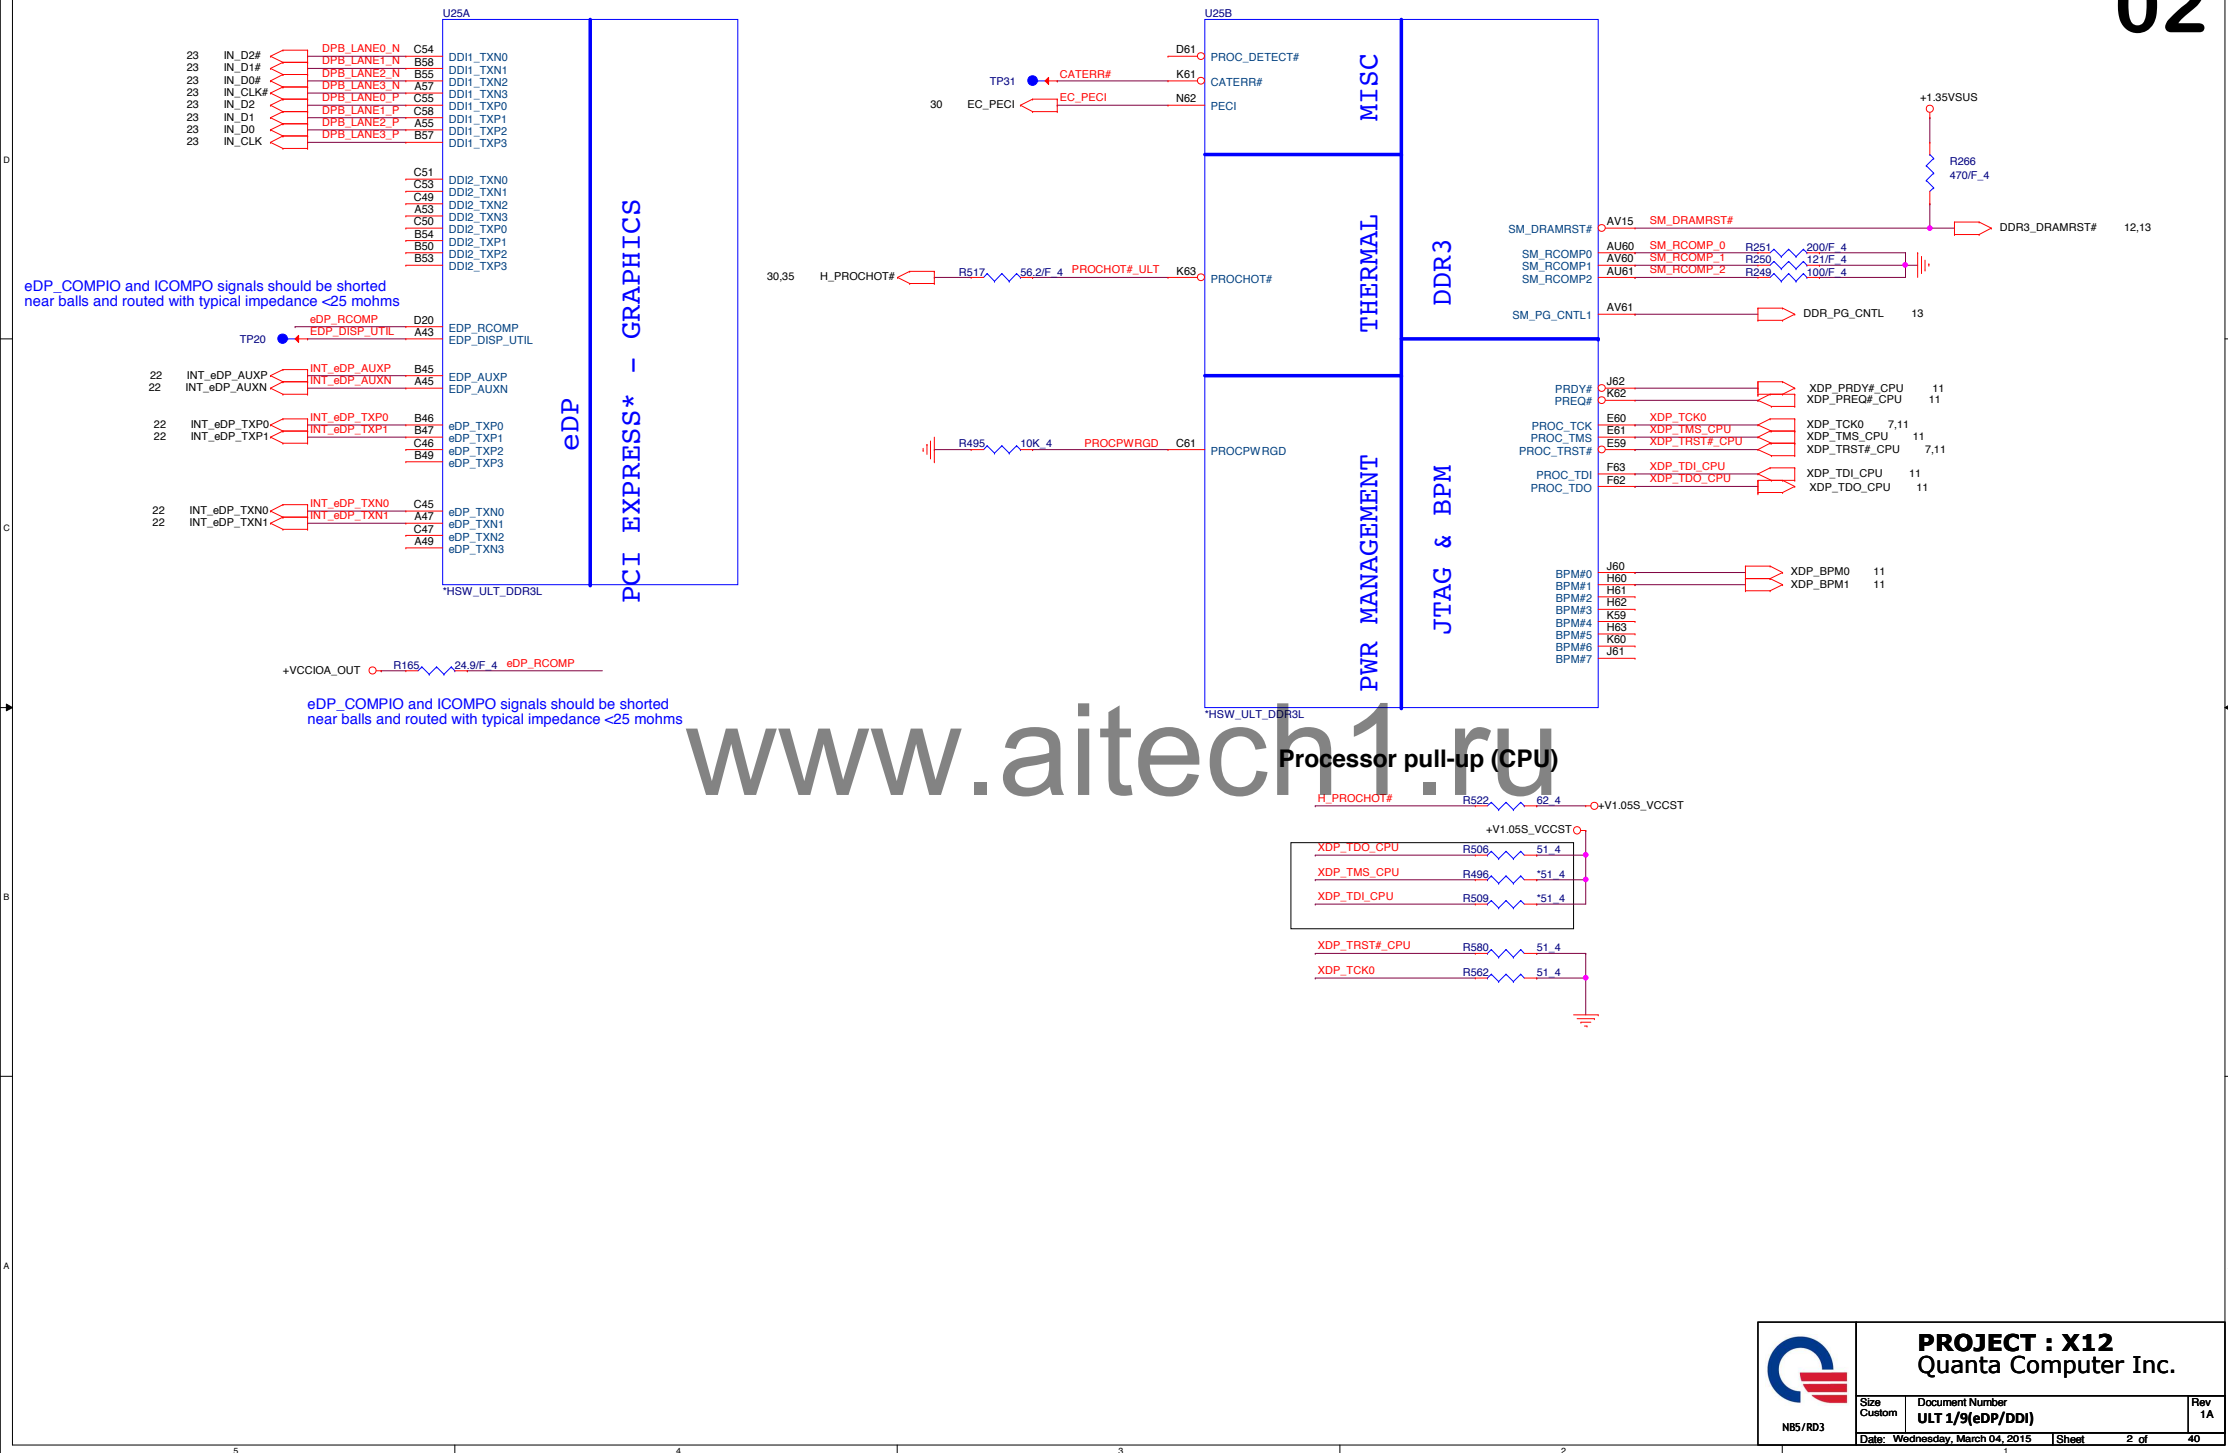 02
U25A
23 IN_D2# DPB_LANE0_N C54 DDI1_TXN0
23 IN_D1# DPB_LANE1_N B58 DDI1_TXN1
23 IN_D0# DPB_LANE2_N B55 DDI1_TXN2
23 IN_CLK# DPB_LANE3_N A57 DDI1_TXN3
23 IN_D2 DPB_LANE0_P C55 DDI1_TXP0
23 IN_D1 DPB_LANE1_P C58 DDI1_TXP1
23 IN_D0 DPB_LANE2_P A55 DDI1_TXP2
23 IN_CLK DPB_LANE3_P B57 DDI1_TXP3
C51 DDI2_TXN0
C53 DDI2_TXN1
C49 DDI2_TXN2
A53 DDI2_TXN3
C50 DDI2_TXP0
B54 DDI2_TXP1
B50 DDI2_TXP2
B53 DDI2_TXP3
eDP_COMPIO and ICOMPO signals should be shorted
near balls and routed with typical impedance <25 mohms
eDP_RCOMP D20 EDP_RCOMP
TP20 EDP_DISP_UTIL A43 EDP_DISP_UTIL
22 INT_eDP_AUXP INT_eDP_AUXP B45 EDP_AUXP
22 INT_eDP_AUXN INT_eDP_AUXN A45 EDP_AUXN
22 INT_eDP_TXP0 INT_eDP_TXP0 B46 eDP_TXP0
22 INT_eDP_TXP1 INT_eDP_TXP1 B47 eDP_TXP1
C46 eDP_TXP2
B49 eDP_TXP3
22 INT_eDP_TXN0 INT_eDP_TXN0 C45 eDP_TXN0
22 INT_eDP_TXN1 INT_eDP_TXN1 A47 eDP_TXN1
C47 eDP_TXN2
A49 eDP_TXN3
eDP
PCI EXPRESS* - GRAPHICS
*HSW_ULT_DDR3L
+VCCIOA_OUT R165 24.9/F_4 eDP_RCOMP
eDP_COMPIO and ICOMPO signals should be shorted
near balls and routed with typical impedance <25 mohms
U25B
D61 PROC_DETECT#
TP31 CATERR# K61 CATERR#
30 EC_PECI EC_PECI N62 PECI
MISC
30,35 H_PROCHOT# R517 56.2/F_4 PROCHOT#_ULT K63 PROCHOT#
THERMAL
R495 10K_4 PROCPWRGD C61 PROCPWRGD
PWR MANAGEMENT
DDR3
JTAG & BPM
+1.35VSUS
R266
470/F_4
SM_DRAMRST# AV15 SM_DRAMRST# DDR3_DRAMRST# 12,13
SM_RCOMP0 AU60 SM_RCOMP_0 R251 200/F_4
SM_RCOMP1 AV60 SM_RCOMP_1 R250 121/F_4
SM_RCOMP2 AU61 SM_RCOMP_2 R249 100/F_4
SM_PG_CNTL1 AV61 DDR_PG_CNTL 13
PRDY# J62 XDP_PRDY#_CPU 11
PREQ# K62 XDP_PREQ#_CPU 11
PROC_TCK E60 XDP_TCK0 XDP_TCK0 7,11
PROC_TMS E61 XDP_TMS_CPU XDP_TMS_CPU 11
PROC_TRST# E59 XDP_TRST#_CPU XDP_TRST#_CPU 7,11
PROC_TDI F63 XDP_TDI_CPU XDP_TDI_CPU 11
PROC_TDO F62 XDP_TDO_CPU XDP_TDO_CPU 11
BPM#0 J60 XDP_BPM0 11
BPM#1 H60 XDP_BPM1 11
BPM#2 H61
BPM#3 H62
BPM#4 K59
BPM#5 H63
BPM#6 K60
BPM#7 J61
*HSW_ULT_DDR3L
www.aitech1.ru
Processor pull-up (CPU)
H_PROCHOT# R522 62_4 +V1.05S_VCCST
+V1.05S_VCCST
XDP_TDO_CPU R506 51_4
XDP_TMS_CPU R496 *51_4
XDP_TDI_CPU R509 *51_4
XDP_TRST#_CPU R580 51_4
XDP_TCK0 R562 51_4
D
C
B
A
NB5/RD3
PROJECT : X12
Quanta Computer Inc.
Size
Custom
Document Number
ULT 1/9(eDP/DDI)
Rev
1A
Date: Wednesday, March 04, 2015 Sheet 2 of 40
5 4 3 2 1